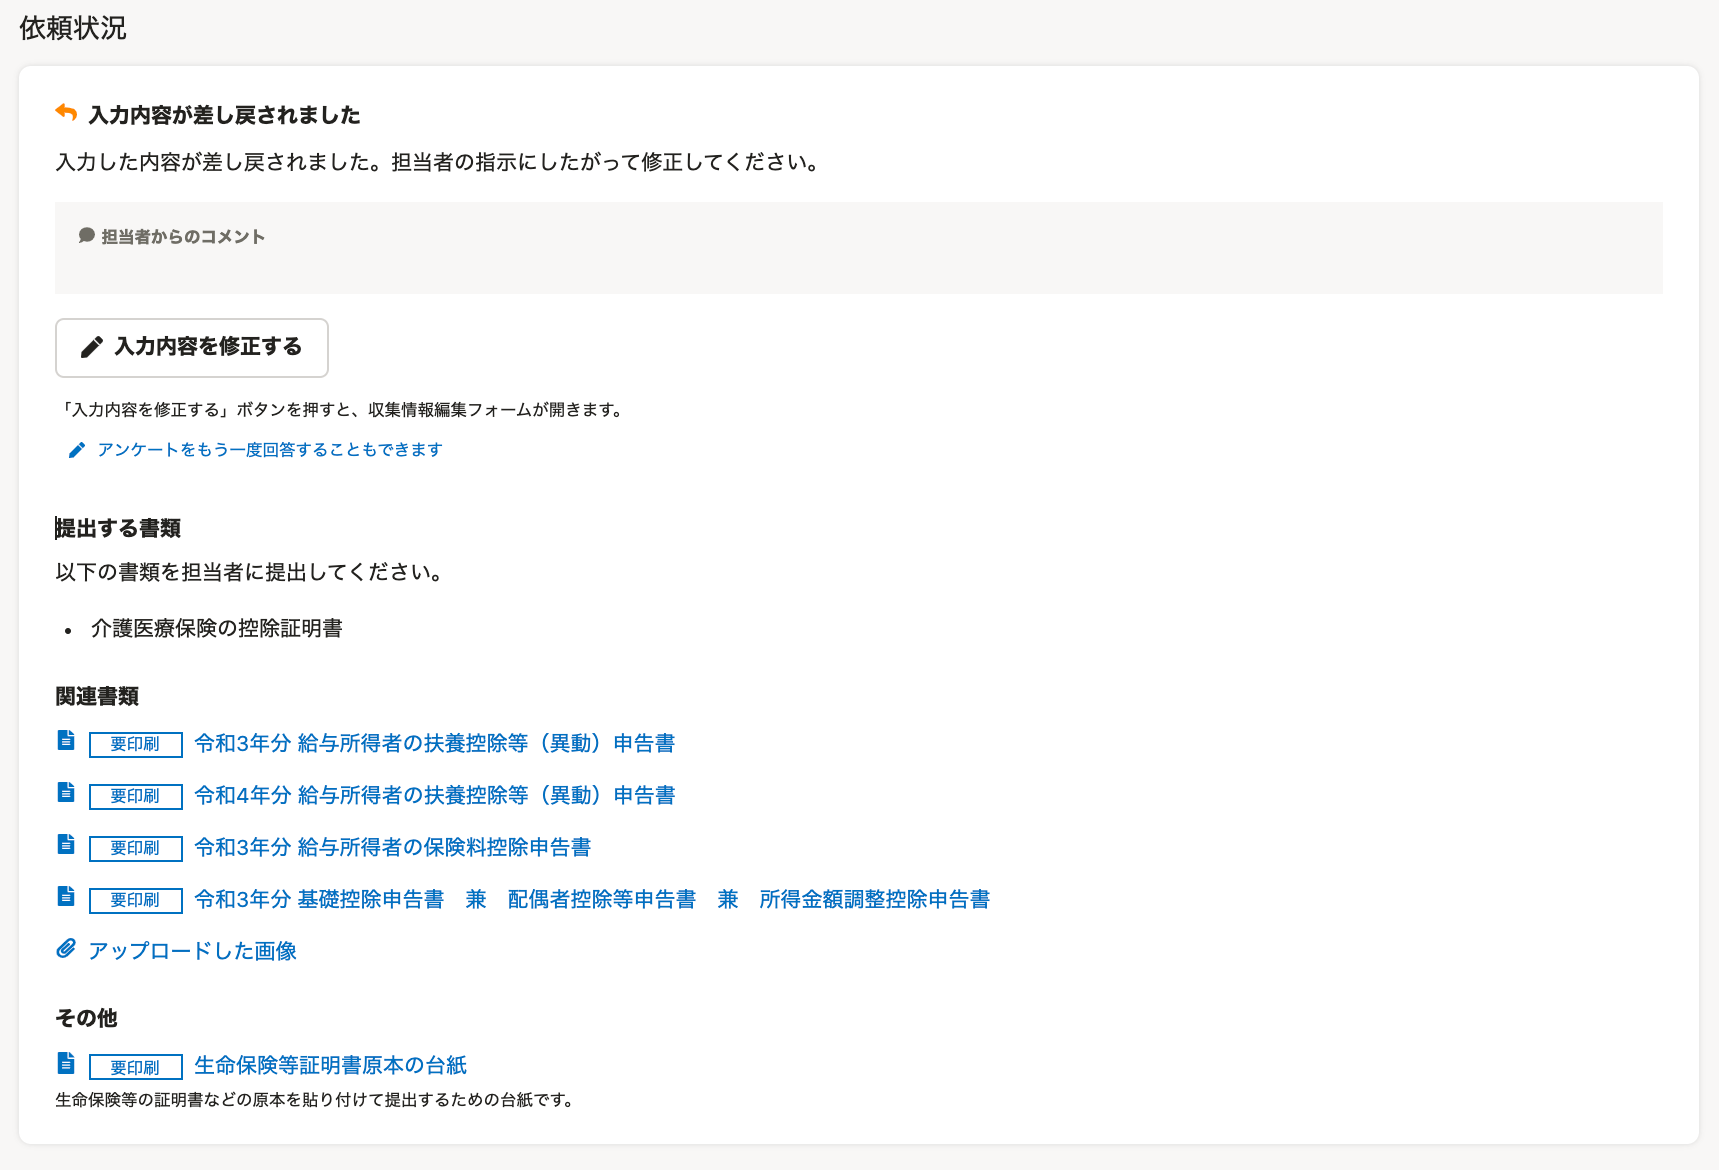 依頼状況
入力内容が差し戻されました
入力した内容が差し戻されました。担当者の指示にしたがって修正してください。
担当者からのコメント
入力内容を修正する
「入力内容を修正する」ボタンを押すと、収集情報編集フォームが開きます。
アンケートをもう一度回答することもできます
提出する書類
以下の書類を担当者に提出してください。
• 介護医療保険の控除証明書
関連書類
要印刷 令和3年分 給与所得者の扶養控除等（異動）申告書
要印刷 令和4年分 給与所得者の扶養控除等（異動）申告書
要印刷 令和3年分 給与所得者の保険料控除申告書
要印刷 令和3年分 基礎控除申告書　兼　配偶者控除等申告書　兼　所得金額調整控除申告書
アップロードした画像
その他
要印刷 生命保険等証明書原本の台紙
生命保険等の証明書などの原本を貼り付けて提出するための台紙です。